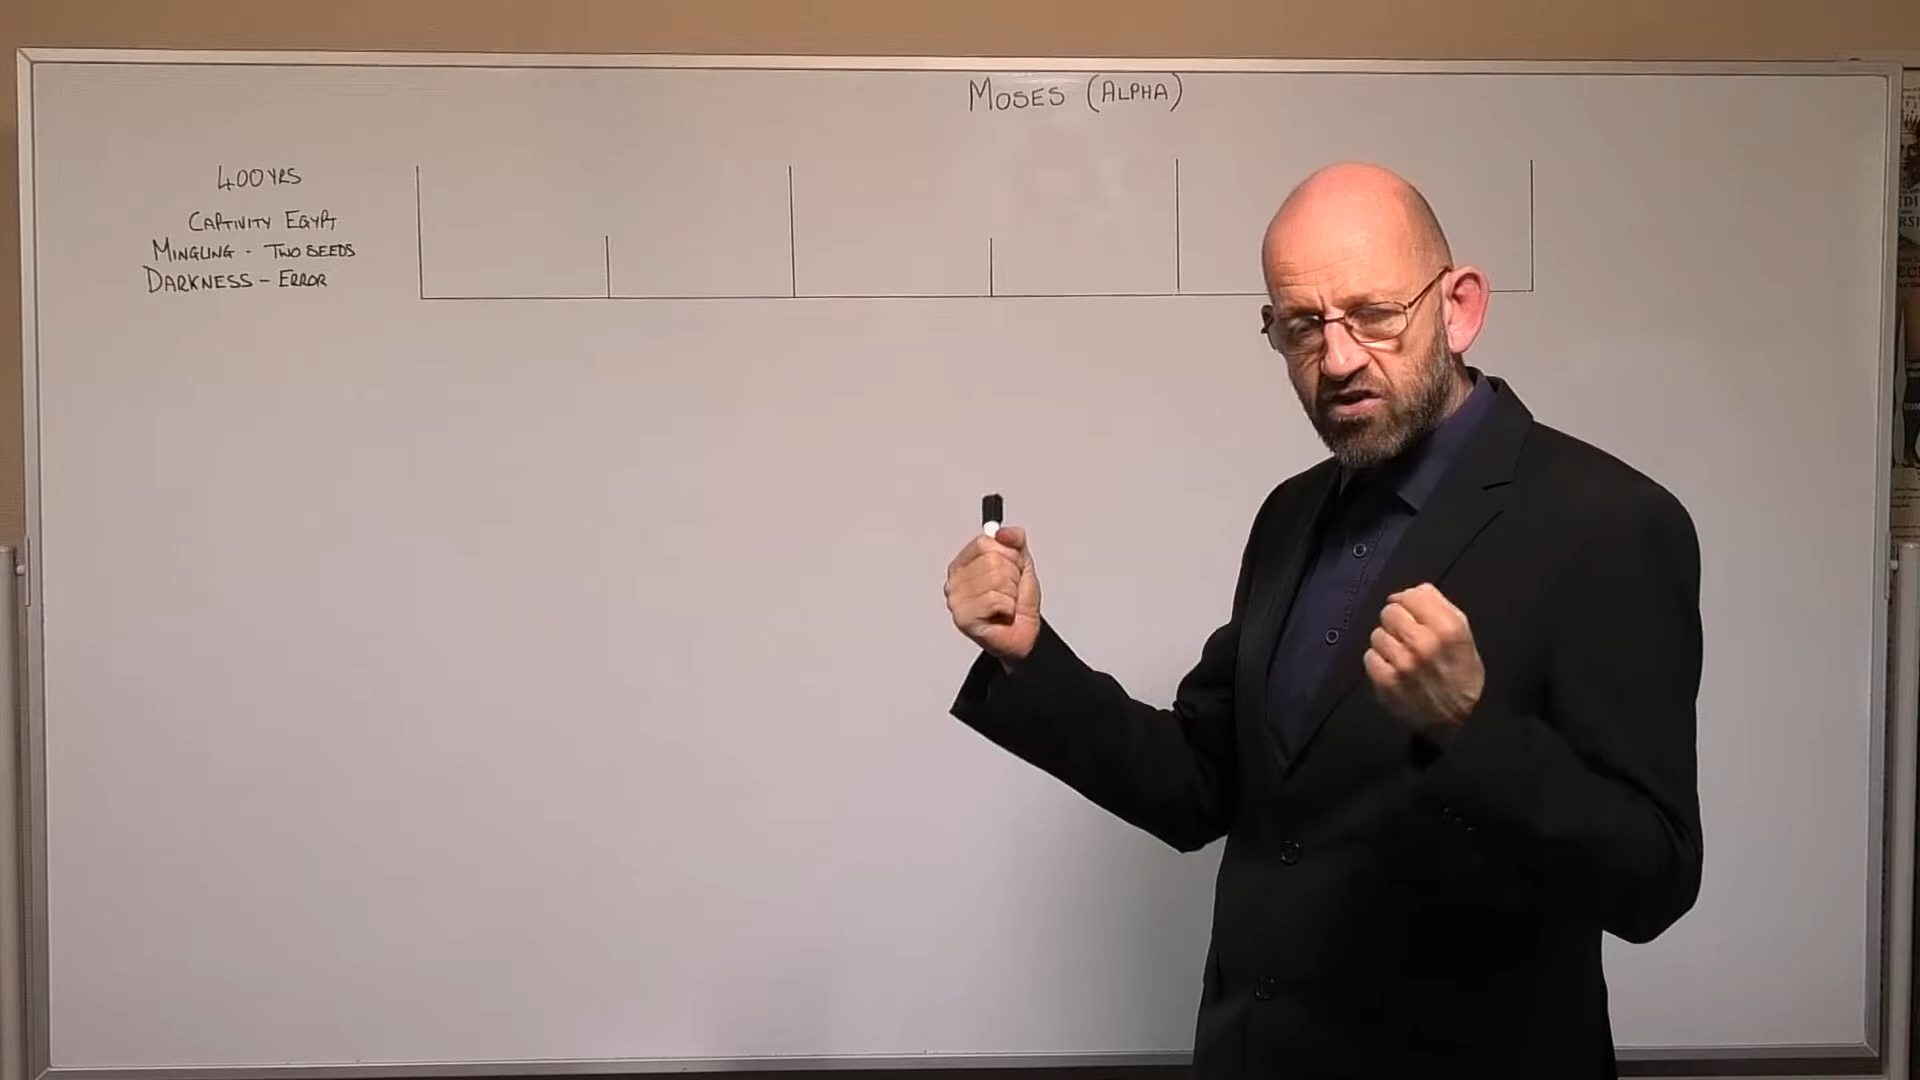 MOSES (ALPHA)
400 YRS
CAPTIVITY EGYPT
MINGLING - TWO SEEDS
DARKNESS - ERROR